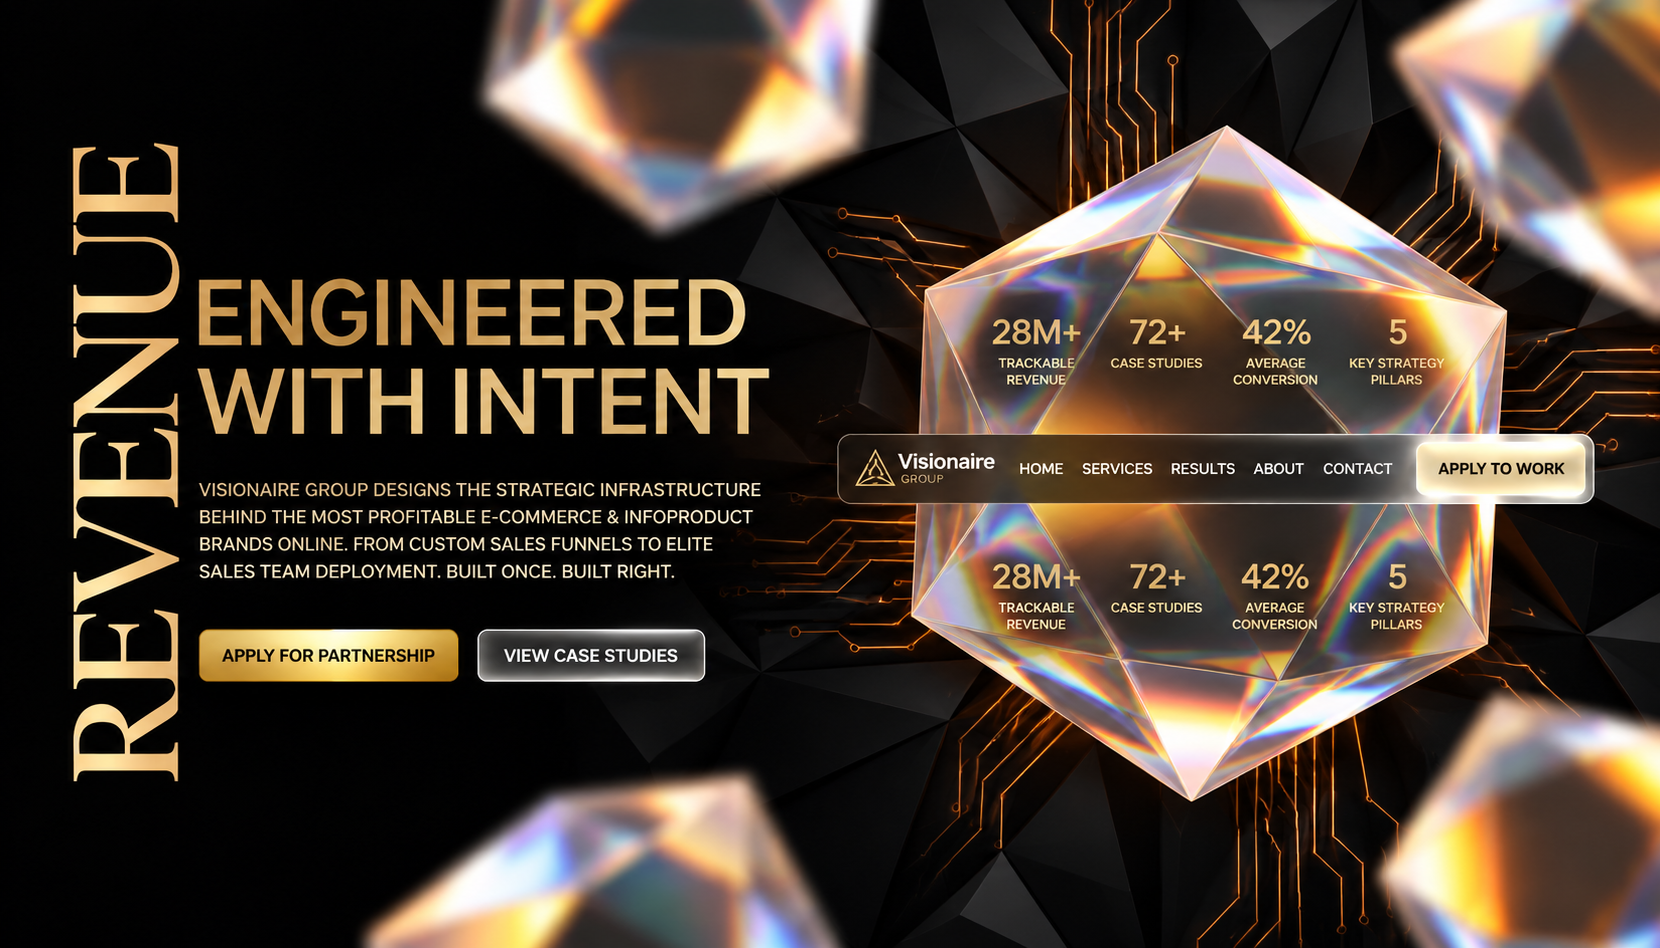 REVENUE
ENGINEERED
WITH INTENT
VISIONAIRE GROUP DESIGNS THE STRATEGIC INFRASTRUCTURE
BEHIND THE MOST PROFITABLE E-COMMERCE & INFOPRODUCT
BRANDS ONLINE. FROM CUSTOM SALES FUNNELS TO ELITE
SALES TEAM DEPLOYMENT. BUILT ONCE. BUILT RIGHT.
APPLY FOR PARTNERSHIP
VIEW CASE STUDIES
28M+
TRACKABLE
REVENUE
72+
CASE STUDIES
42%
AVERAGE
CONVERSION
5
KEY STRATEGY
PILLARS
Visionaire
GROUP
HOME
SERVICES
RESULTS
ABOUT
CONTACT
APPLY TO WORK
28M+
TRACKABLE
REVENUE
72+
CASE STUDIES
42%
AVERAGE
CONVERSION
5
KEY STRATEGY
PILLARS